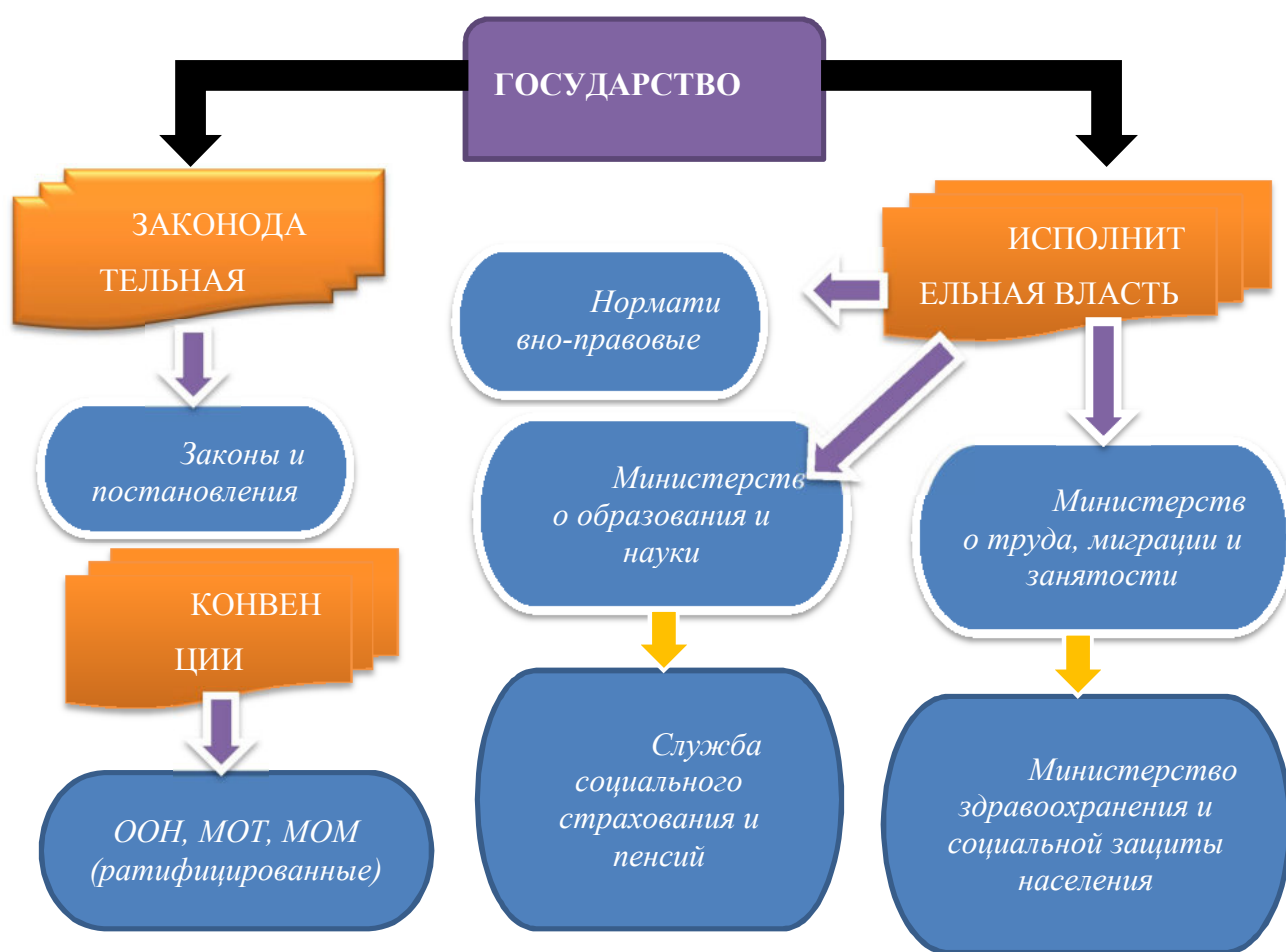 ГОСУДАРСТВО
ЗАКОНОДА
ТЕЛЬНАЯ
ИСПОЛНИТ
ЕЛЬНАЯ ВЛАСТЬ
Нормати
вно-правовые
Законы и
постановления
Министерств
о образования и
науки
Министерств
о труда, миграции и
занятости
КОНВЕН
ЦИИ
Служба
социального
страхования и
пенсий
Министерство
здравоохранения и
социальной защиты
населения
ООН, МОТ, МОМ
(ратифицированные)